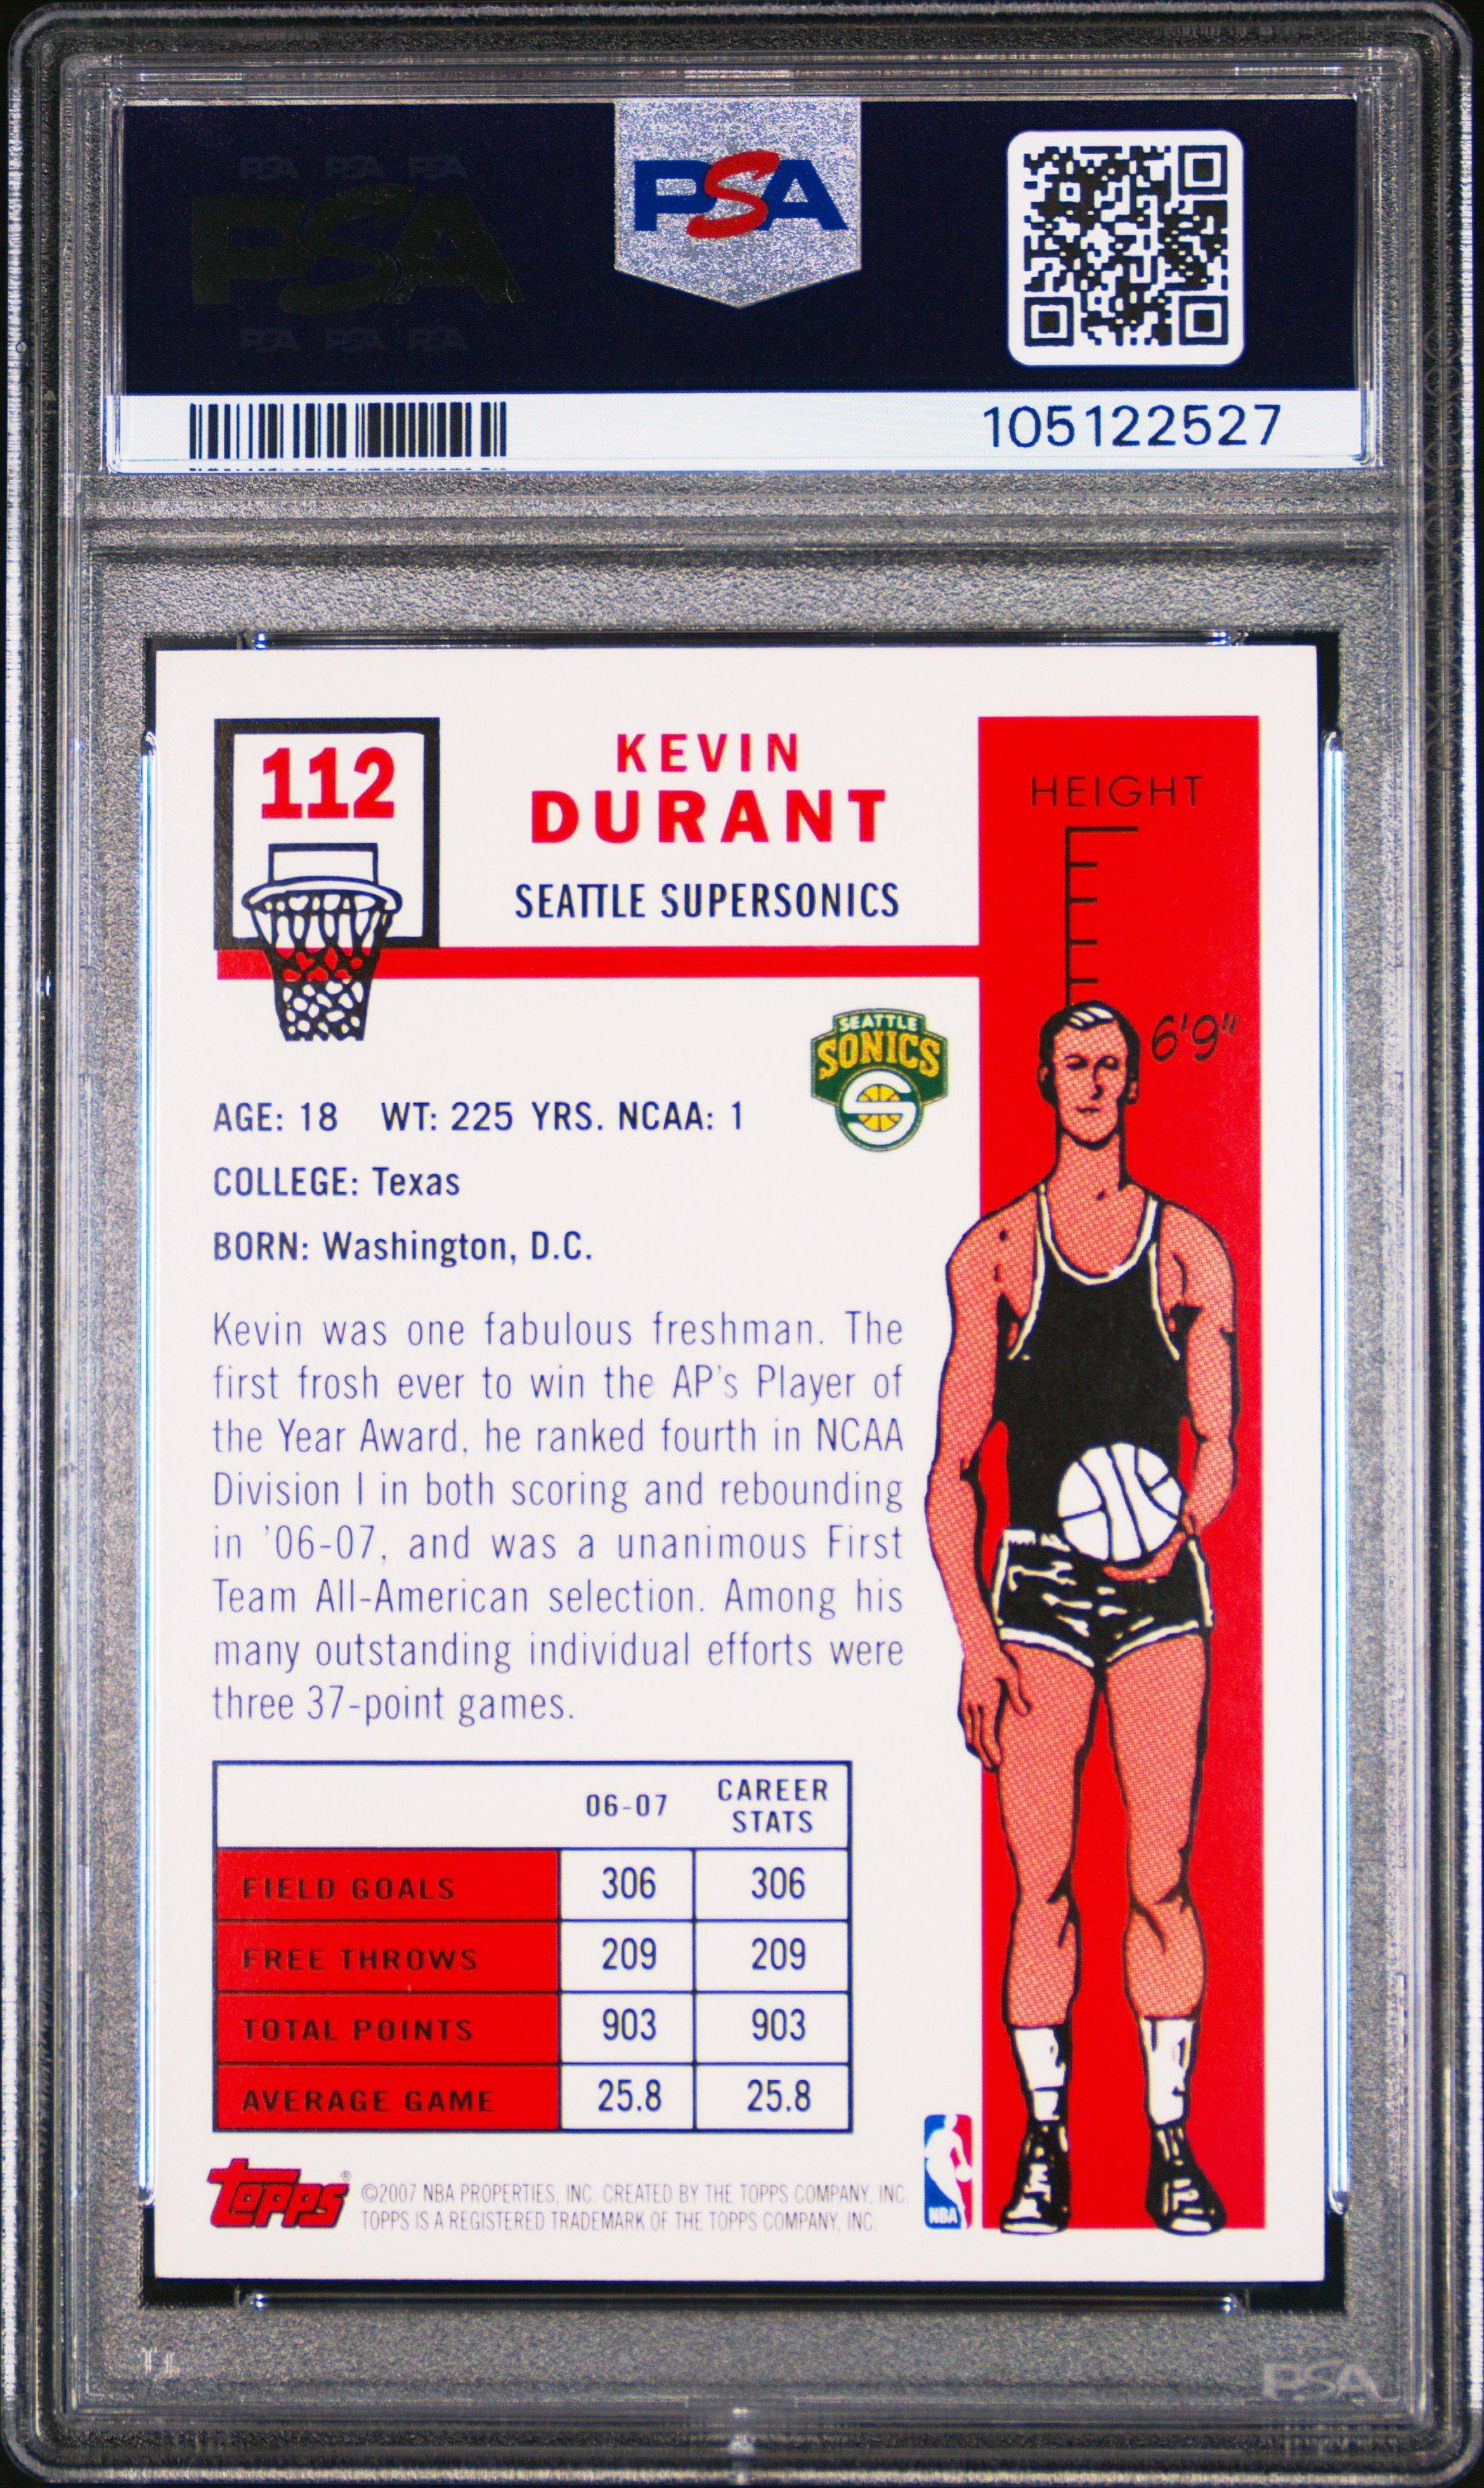 PSA PSA PSA
PSA
PSA PSA PSA
PSA
105122527
112
KEVIN
DURANT
SEATTLE SUPERSONICS
HEIGHT
6'9"
SEATTLE
SONICS
S
AGE: 18 WT: 225 YRS. NCAA: 1
COLLEGE: Texas
BORN: Washington, D.C.
Kevin was one fabulous freshman. The
first frosh ever to win the AP's Player of
the Year Award, he ranked fourth in NCAA
Division I in both scoring and rebounding
in '06-07, and was a unanimous First
Team All-American selection. Among his
many outstanding individual efforts were
three 37-point games.
06-07 CAREER STATS
FIELD GOALS 306 306
FREE THROWS 209 209
TOTAL POINTS 903 903
AVERAGE GAME 25.8 25.8
topps®
©2007 NBA PROPERTIES, INC. CREATED BY THE TOPPS COMPANY, INC.
TOPPS IS A REGISTERED TRADEMARK OF THE TOPPS COMPANY, INC.
NBA
PSA